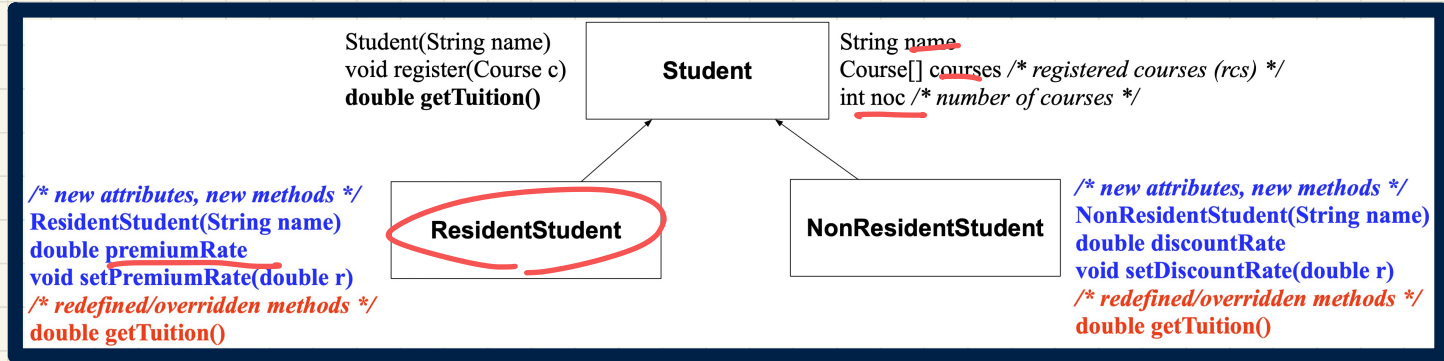 Student(String name)
void register(Course c)
double getTuition()
Student
String name
Course[] courses /* registered courses (rcs) */
int noc /* number of courses */
/* new attributes, new methods */
ResidentStudent(String name)
double premiumRate
void setPremiumRate(double r)
/* redefined/overridden methods */
double getTuition()
ResidentStudent
NonResidentStudent
/* new attributes, new methods */
NonResidentStudent(String name)
double discountRate
void setDiscountRate(double r)
/* redefined/overridden methods */
double getTuition()